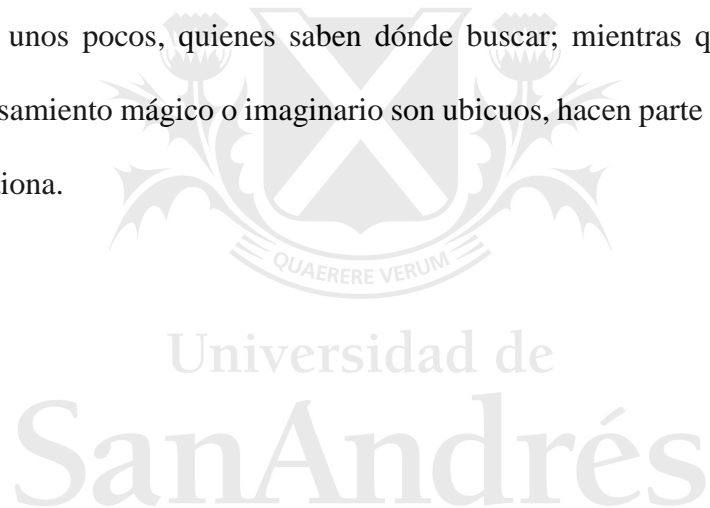 unos pocos, quienes saben dónde buscar; mientras q
samiento mágico o imaginario son ubicuos, hacen parte
iona.
QUAERERE VERUM
Universidad de
SanAndrés